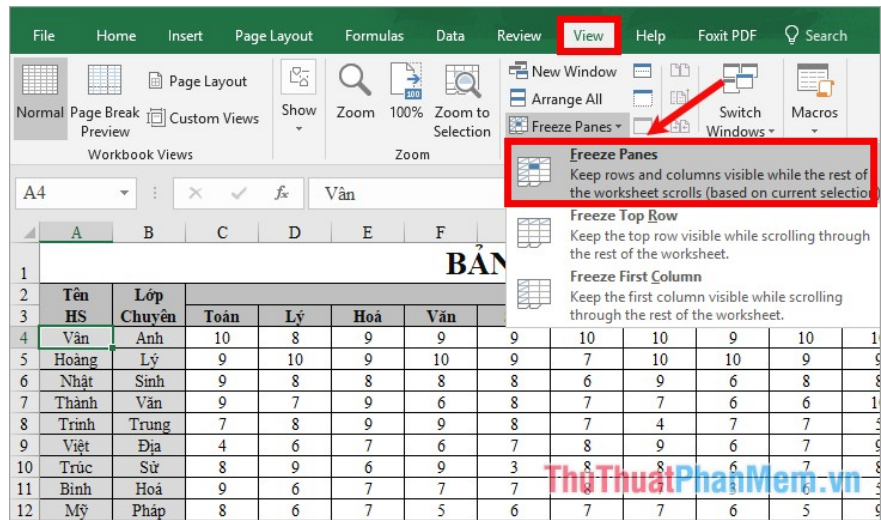 File Home Insert Page Layout Formulas Data Review View Help Foxit PDF Search
Normal Page Break Preview Page Layout Custom Views
Workbook Views
Show
Zoom 100% Zoom to Selection
Zoom
New Window
Arrange All
Freeze Panes
Switch Windows
Macros
Freeze Panes
Keep rows and columns visible while the rest of
the worksheet scrolls (based on current selection)
Freeze Top Row
Keep the top row visible while scrolling through
the rest of the worksheet.
Freeze First Column
Keep the first column visible while scrolling
through the rest of the worksheet.
A4 fx Vân
A B C D E F
1 BẢN
2 Tên Lớp
3 HS Chuyên Toán Lý Hoá Văn
4 Vân Anh 10 8 9 9 9 10 10 9 10
5 Hoàng Lý 9 10 9 10 9 7 10 10 9
6 Nhật Sinh 9 8 8 8 8 6 9 6 8
7 Thành Văn 9 7 9 6 8 7 7 6 6
8 Trinh Trung 7 8 9 9 8 7 4 7 7
9 Việt Địa 4 6 7 6 7 8 9 6 7
10 Trúc Sử 8 9 6 9 3 8 8 6 7
11 Bình Hoá 9 6 7 7 7
12 Mỹ Pháp 8 6 7 5 6 7 7 6 5
ThuThuatPhanMem.vn